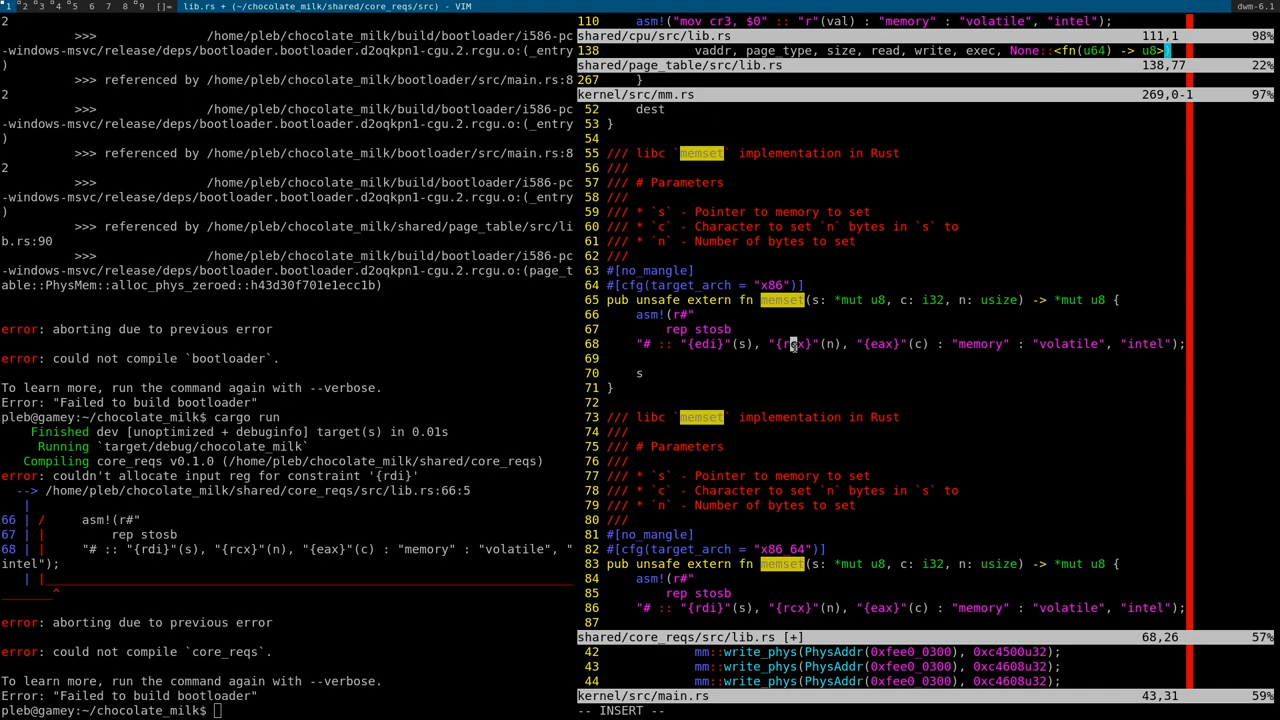 1 2 3 4 5 6 7 8 9 []= lib.rs + (~/chocolate_milk/shared/core_reqs/src) - VIM dwm-6.1
2
>>> /home/pleb/chocolate_milk/build/bootloader/i586-pc
-windows-msvc/release/deps/bootloader.bootloader.d2oqkpn1-cgu.2.rcgu.o:(_entry
)
>>> referenced by /home/pleb/chocolate_milk/bootloader/src/main.rs:8
2
>>> /home/pleb/chocolate_milk/build/bootloader/i586-pc
-windows-msvc/release/deps/bootloader.bootloader.d2oqkpn1-cgu.2.rcgu.o:(_entry
)
>>> referenced by /home/pleb/chocolate_milk/bootloader/src/main.rs:8
2
>>> /home/pleb/chocolate_milk/build/bootloader/i586-pc
-windows-msvc/release/deps/bootloader.bootloader.d2oqkpn1-cgu.2.rcgu.o:(_entry
)
>>> referenced by /home/pleb/chocolate_milk/shared/page_table/src/li
b.rs:90
>>> /home/pleb/chocolate_milk/build/bootloader/i586-pc
-windows-msvc/release/deps/bootloader.bootloader.d2oqkpn1-cgu.2.rcgu.o:(page_t
able::PhysMem::alloc_phys_zeroed::h43d30f701e1ecc1b)
error: aborting due to previous error
error: could not compile `bootloader`.
To learn more, run the command again with --verbose.
Error: "Failed to build bootloader"
pleb@gamey:~/chocolate_milk$ cargo run
Finished dev [unoptimized + debuginfo] target(s) in 0.01s
Running `target/debug/chocolate_milk`
Compiling core_reqs v0.1.0 (/home/pleb/chocolate_milk/shared/core_reqs)
error: couldn't allocate input reg for constraint '{rdi}'
--> /home/pleb/chocolate_milk/shared/core_reqs/src/lib.rs:66:5
|
66 | / asm!(r#"
67 | | rep stosb
68 | | "# :: "{rdi}"(s), "{rcx}"(n), "{eax}"(c) : "memory" : "volatile", "
intel");
| |_____
_______^
error: aborting due to previous error
error: could not compile `core_reqs`.
To learn more, run the command again with --verbose.
Error: "Failed to build bootloader"
pleb@gamey:~/chocolate_milk$
110 asm!("mov cr3, $0" :: "r"(val) : "memory" : "volatile", "intel");
shared/cpu/src/lib.rs 111,1 98%
138 vaddr, page_type, size, read, write, exec, None::<fn(u64) -> u8>)
shared/page_table/src/lib.rs 138,77 22%
267 }
kernel/src/mm.rs 269,0-1 97%
52 dest
53 }
54
55 /// libc `memset` implementation in Rust
56 ///
57 /// # Parameters
58 ///
59 /// * `s` - Pointer to memory to set
60 /// * `c` - Character to set `n` bytes in `s` to
61 /// * `n` - Number of bytes to set
62 ///
63 #[no_mangle]
64 #[cfg(target_arch = "x86")]
65 pub unsafe extern fn memset(s: *mut u8, c: i32, n: usize) -> *mut u8 {
66 asm!(r#"
67 rep stosb
68 "# :: "{edi}"(s), "{rcx}"(n), "{eax}"(c) : "memory" : "volatile", "intel");
69
70 s
71 }
72
73 /// libc `memset` implementation in Rust
74 ///
75 /// # Parameters
76 ///
77 /// * `s` - Pointer to memory to set
78 /// * `c` - Character to set `n` bytes in `s` to
79 /// * `n` - Number of bytes to set
80 ///
81 #[no_mangle]
82 #[cfg(target_arch = "x86_64")]
83 pub unsafe extern fn memset(s: *mut u8, c: i32, n: usize) -> *mut u8 {
84 asm!(r#"
85 rep stosb
86 "# :: "{rdi}"(s), "{rcx}"(n), "{eax}"(c) : "memory" : "volatile", "intel");
87
shared/core_reqs/src/lib.rs [+] 68,26 57%
42 mm::write_phys(PhysAddr(0xfee0_0300), 0xc4500u32);
43 mm::write_phys(PhysAddr(0xfee0_0300), 0xc4608u32);
44 mm::write_phys(PhysAddr(0xfee0_0300), 0xc4608u32);
kernel/src/main.rs 43,31 59%
-- INSERT --